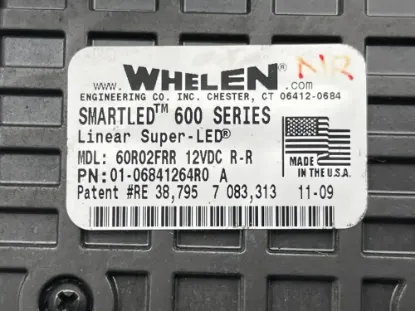 www.WHELEN.com NR
ENGINEERING CO. INC. CHESTER, CT 06412-0684
SMARTLED™ 600 SERIES
Linear Super-LED®
MDL: 60R02FRR 12VDC R-R
PN: 01-06841264R0 A
MADE IN THE U.S.A.
Patent #RE 38,795 7 083,313 11-09